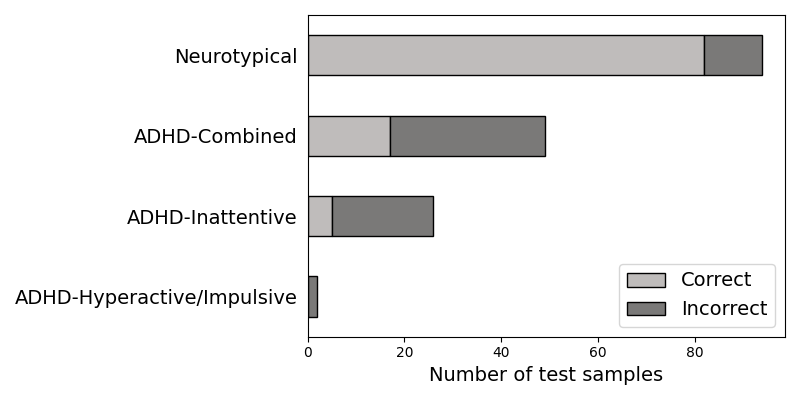 Neurotypical
ADHD-Combined
ADHD-Inattentive
ADHD-Hyperactive/Impulsive
Correct
Incorrect
0 20 40 60 80
Number of test samples